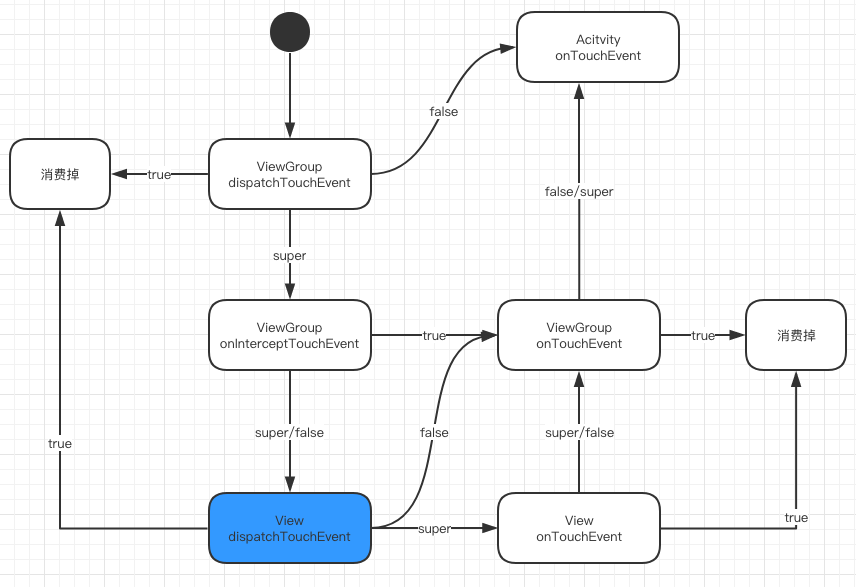 Acitvity
onTouchEvent
false
消费掉
true
ViewGroup
dispatchTouchEvent
false/super
super
ViewGroup
onInterceptTouchEvent
true
ViewGroup
onTouchEvent
true
消费掉
super/false
false
super/false
true
View
dispatchTouchEvent
super
View
onTouchEvent
true